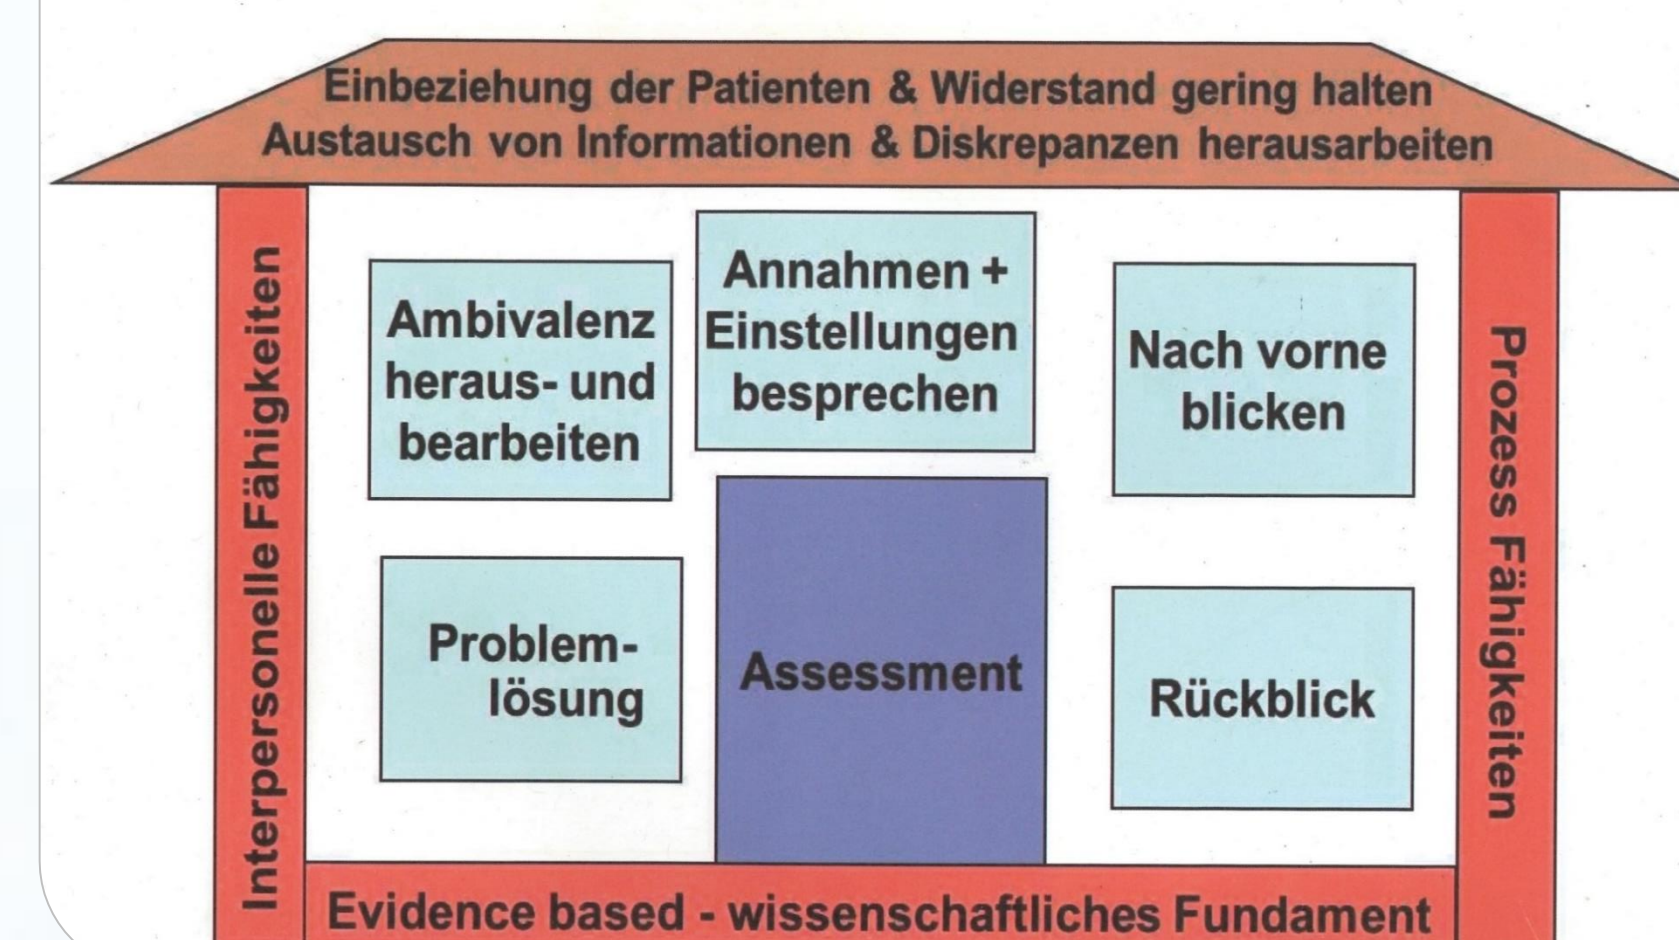 Einbeziehung der Patienten & Widerstand gering halten
Austausch von Informationen & Diskrepanzen herausarbeiten
Interpersonelle Fähigkeiten
Ambivalenz
heraus- und
bearbeiten
Annahmen +
Einstellungen
besprechen
Nach vorne
blicken
Problem-
lösung
Assessment
Rückblick
Prozess Fähigkeiten
Evidence based - wissenschaftliches Fundament